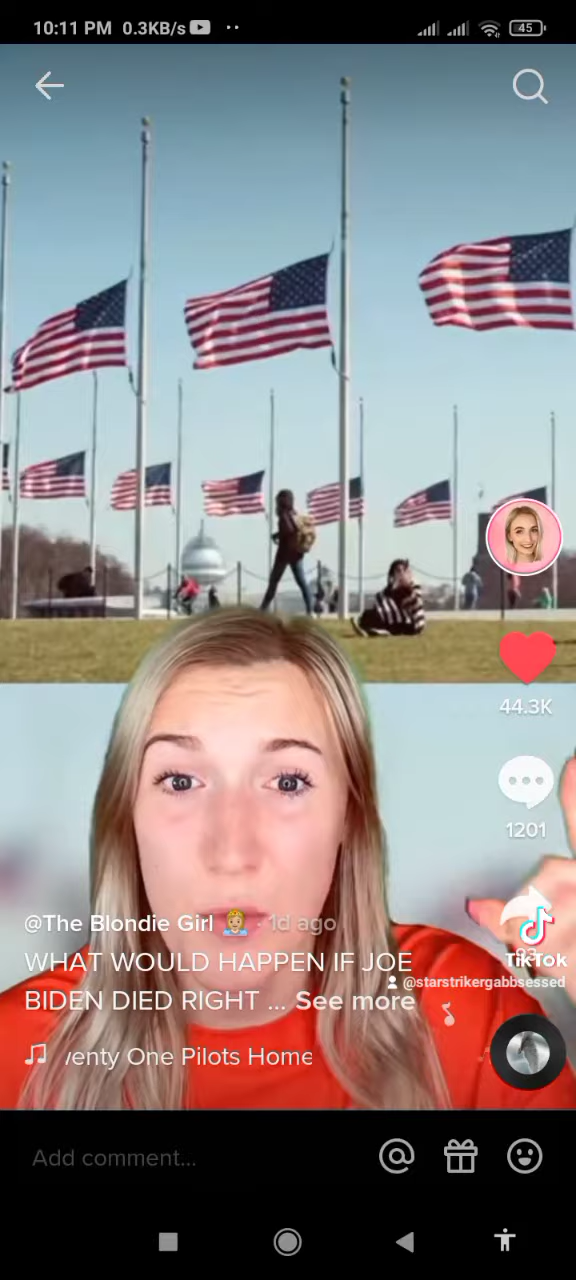 10:11 PM 0.3KB/s
45
44.3K
1201
@The Blondie Girl 👸🏼 · 1d ago
WHAT WOULD HAPPEN IF JOE
BIDEN DIED RIGHT ... See more
TikTok
@starstrikergabbsessed
venty One Pilots Home
Add comment...